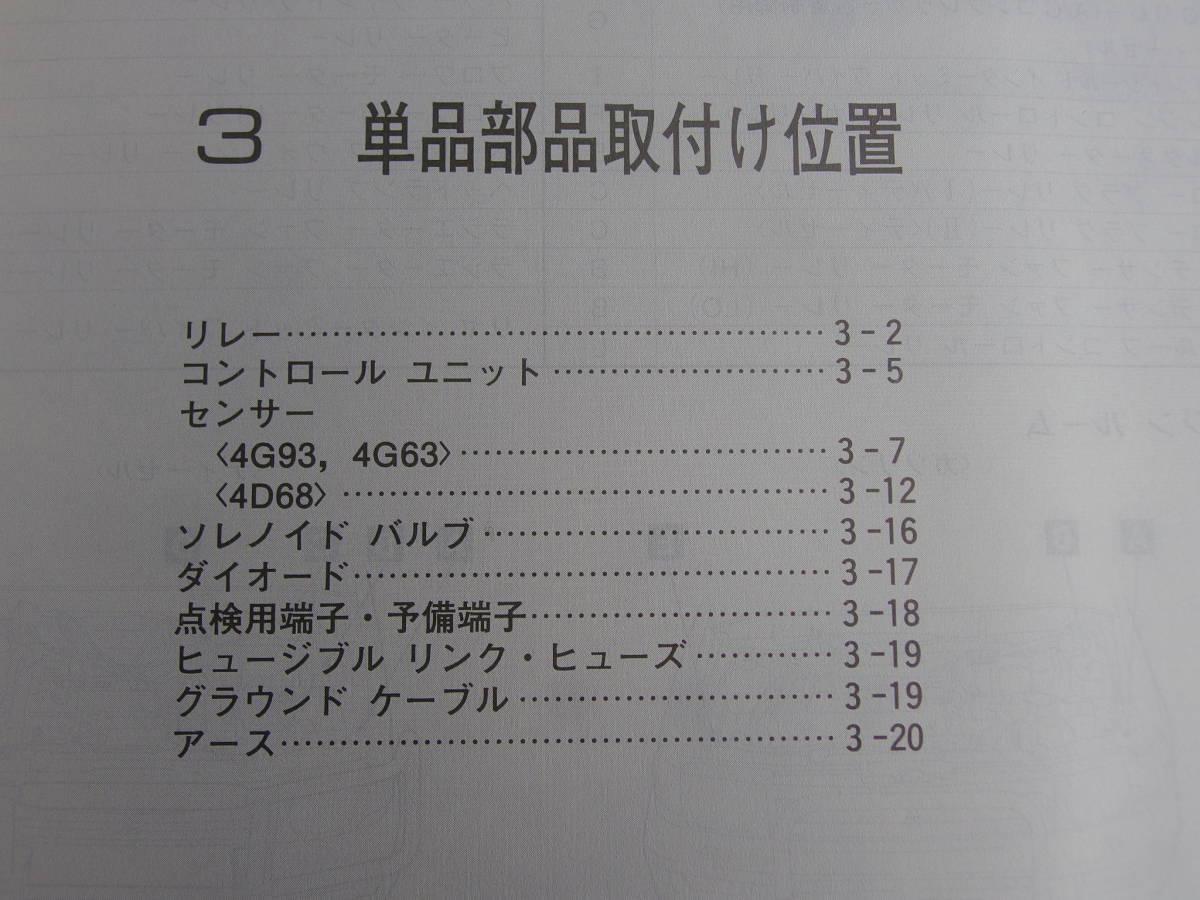 3 単品部品取付け位置
リレー…………………………………………3－2
コントロール ユニット………………………3－5
センサー
〈4G93，4G63〉………………………………3－7
〈4D68〉…………………………………………3－12
ソレノイド バルブ……………………………3－16
ダイオード………………………………………3－17
点検用端子・予備端子…………………………3－18
ヒュージブル リンク・ヒューズ……………3－19
グラウンド ケーブル…………………………3－19
アース……………………………………………3－20